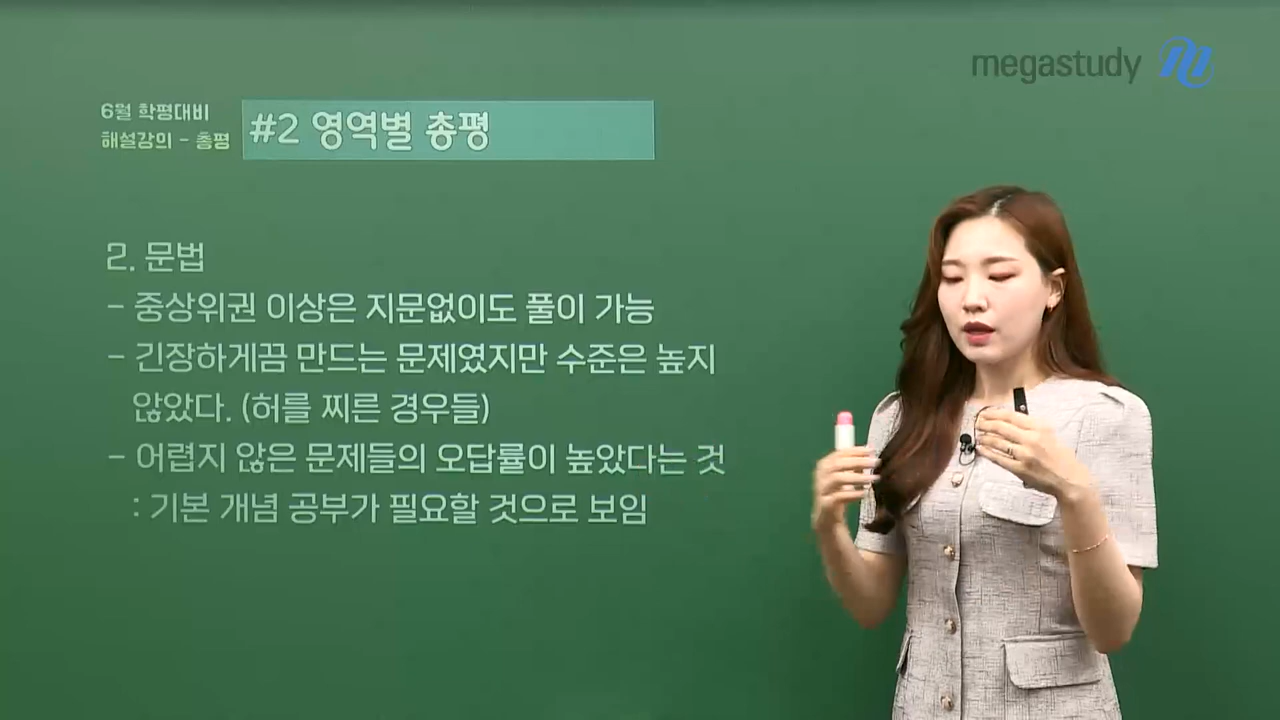 megastudy
6월 학평대비
해설강의 - 총평
#2 영역별 총평
2. 문법
- 중상위권 이상은 지문없이도 풀이 가능
- 긴장하게끔 만드는 문제였지만 수준은 높지
않았다. (허를 찌른 경우들)
- 어렵지 않은 문제들의 오답률이 높았다는 것
: 기본 개념 공부가 필요할 것으로 보임